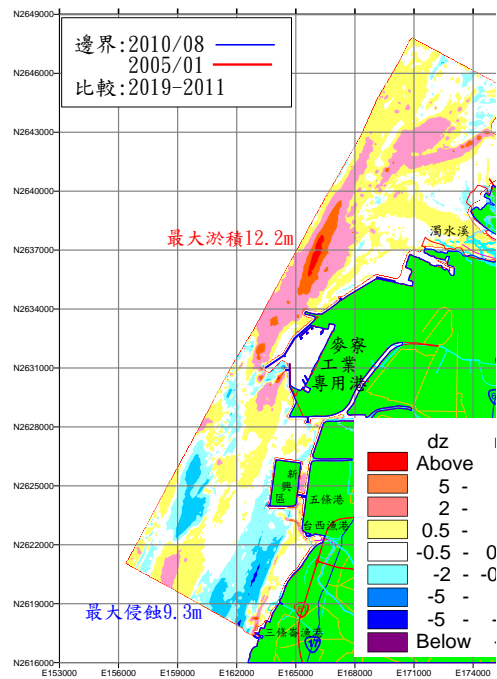 N2649000
邊界:2010/08
2005/01
比較:2019-2011
N2646000
N2643000
N2640000
濁水溪
最大淤積12.2m
N2637000
N2634000
麥寮
工業
專用港
N2631000
N2628000
dz
Above
5 -
2 -
0.5 -
-0.5 - 0
-2 - -0
-5 -
-5 - -
Below -
新興區
五條港
N2625000
台西漁港
N2622000
N2619000
最大侵蝕9.3m
三條崙漁港
17
N2616000
E153000 E156000 E159000 E162000 E165000 E168000 E171000 E174000